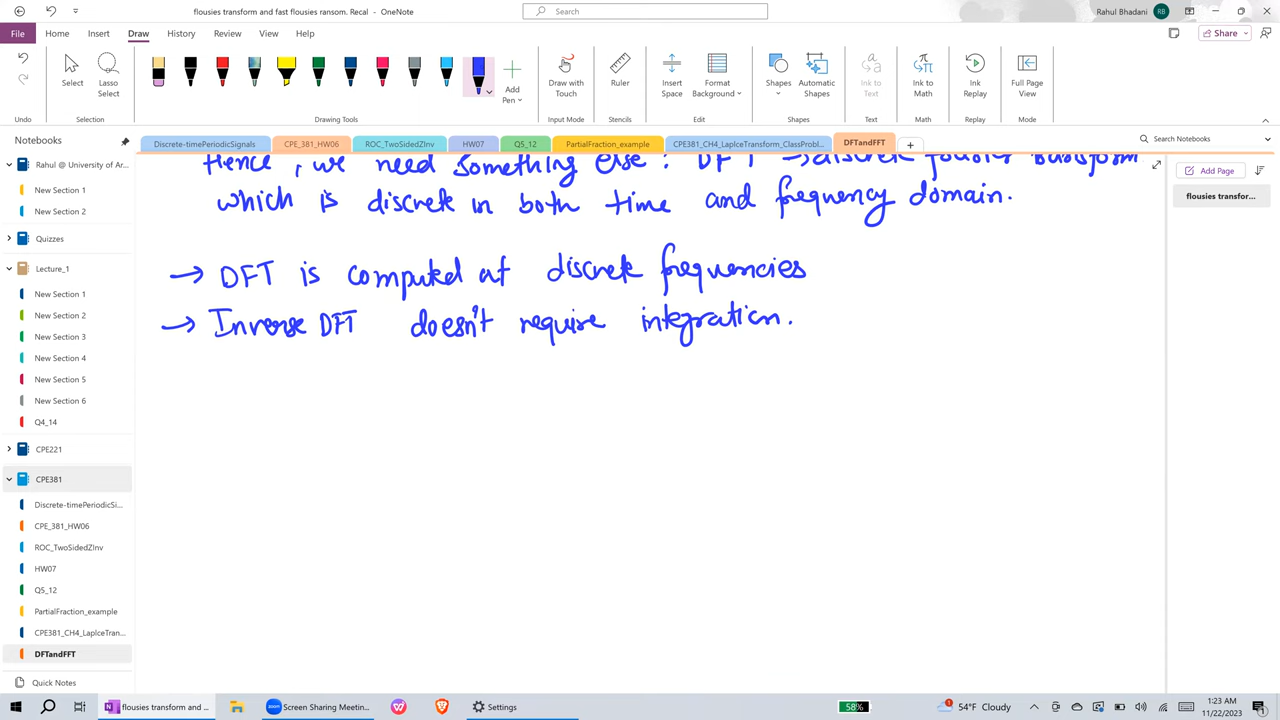 flousies transform and fast flousies ransom. Recal - OneNote
Search
Rahul Bhadani
RB
File
Home
Insert
Draw
History
Review
View
Help
Share
Select
Lasso Select
Add Pen
Draw with Touch
Ruler
Insert Space
Format Background
Shapes
Automatic Shapes
Ink to Text
Ink to Math
Ink Replay
Full Page View
Undo
Selection
Drawing Tools
Input Mode
Stencils
Edit
Shapes
Text
Math
Replay
Mode
Notebooks
Discrete-timePeriodicSignals
CPE_381_HW06
ROC_TwoSidedZInv
HW07
Q5_12
PartialFraction_example
CPE381_CH4_LaplceTransform_ClassProbl...
DFTandFFT
Search Notebooks
Rahul @ University of Ar...
New Section 1
New Section 2
Quizzes
Lecture_1
New Section 1
New Section 2
New Section 3
New Section 4
New Section 5
New Section 6
Q4_14
CPE221
CPE381
Discrete-timePeriodicSi...
CPE_381_HW06
ROC_TwoSidedZInv
HW07
Q5_12
PartialFraction_example
CPE381_CH4_LaplceTran...
DFTandFFT
Quick Notes
Hence, we need something else: DFT → discrete fourier transform
which is discrete in both time and frequency domain.
→ DFT is computed at discrete frequencies
→ Inverse DFT doesn't require integration.
Add Page
flousies transfor...
flousies transform and ...
Screen Sharing Meetin...
Settings
58%
54°F Cloudy
1:23 AM
11/22/2023